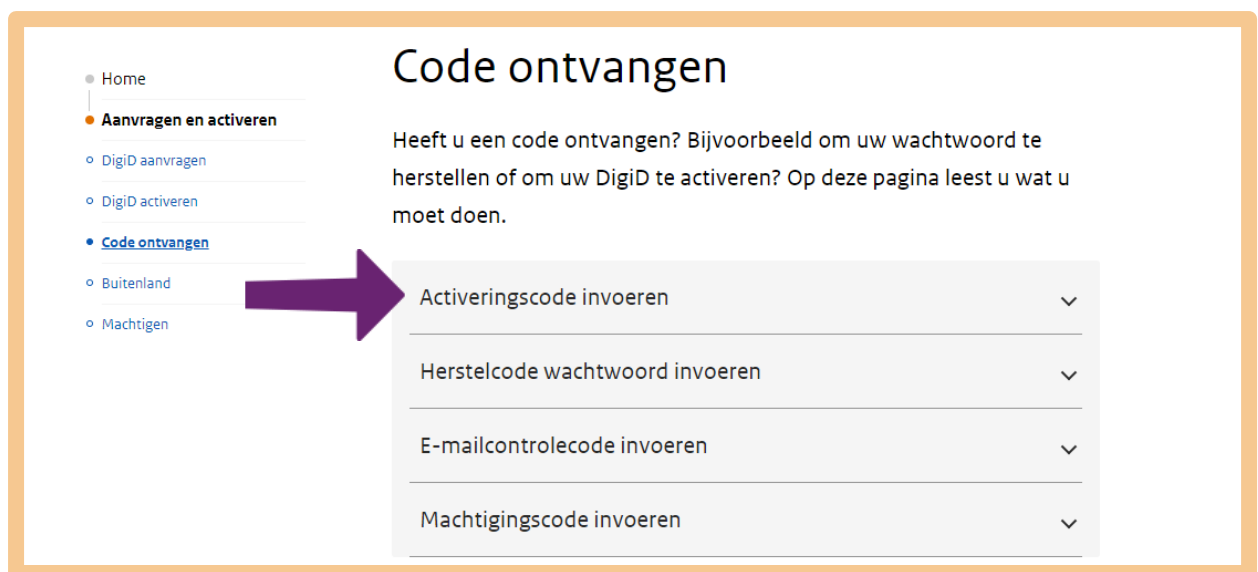 Home
Aanvragen en activeren
DigiD aanvragen
DigiD activeren
Code ontvangen
Buitenland
Machtigen
Code ontvangen
Heeft u een code ontvangen? Bijvoorbeeld om uw wachtwoord te
herstellen of om uw DigiD te activeren? Op deze pagina leest u wat u
moet doen.
Activeringscode invoeren
Herstelcode wachtwoord invoeren
E-mailcontrolecode invoeren
Machtigingscode invoeren